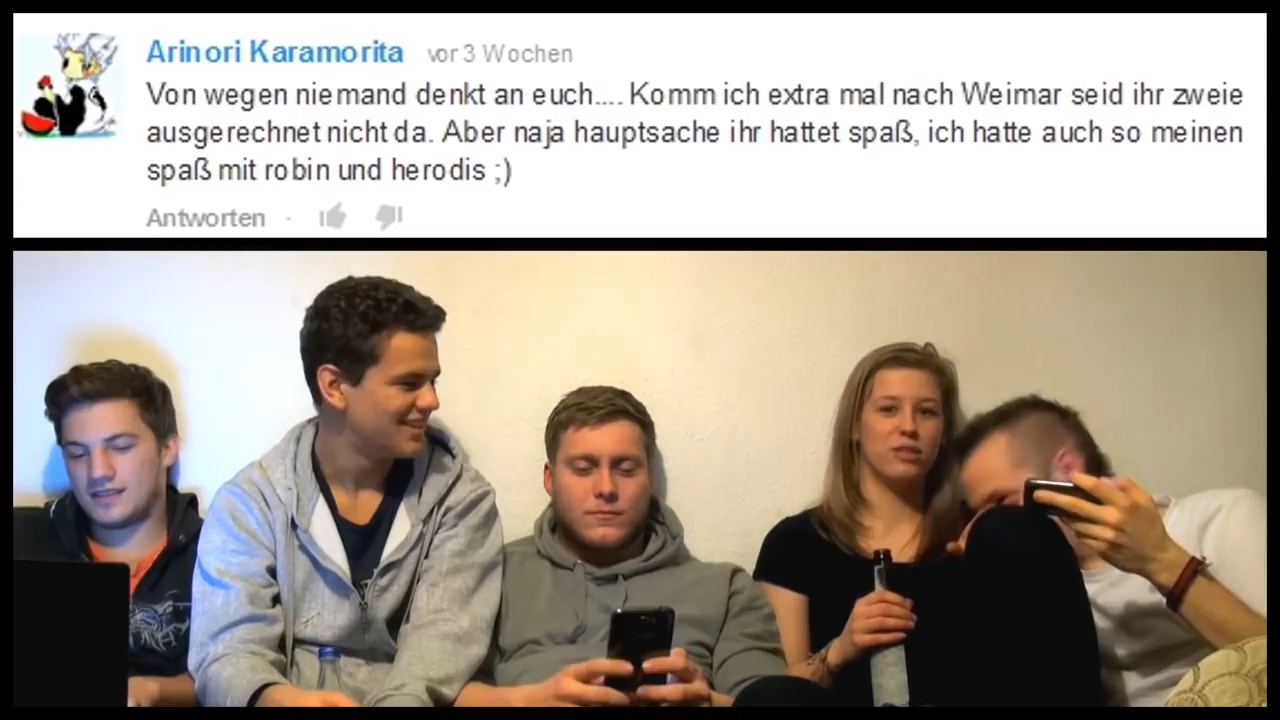 Arinori Karamorita vor 3 Wochen
Von wegen niemand denkt an euch.... Komm ich extra mal nach Weimar seid ihr zweie
ausgerechnet nicht da. Aber naja hauptsache ihr hattet spaß, ich hatte auch so meinen
spaß mit robin und herodis ;)
Antworten ·